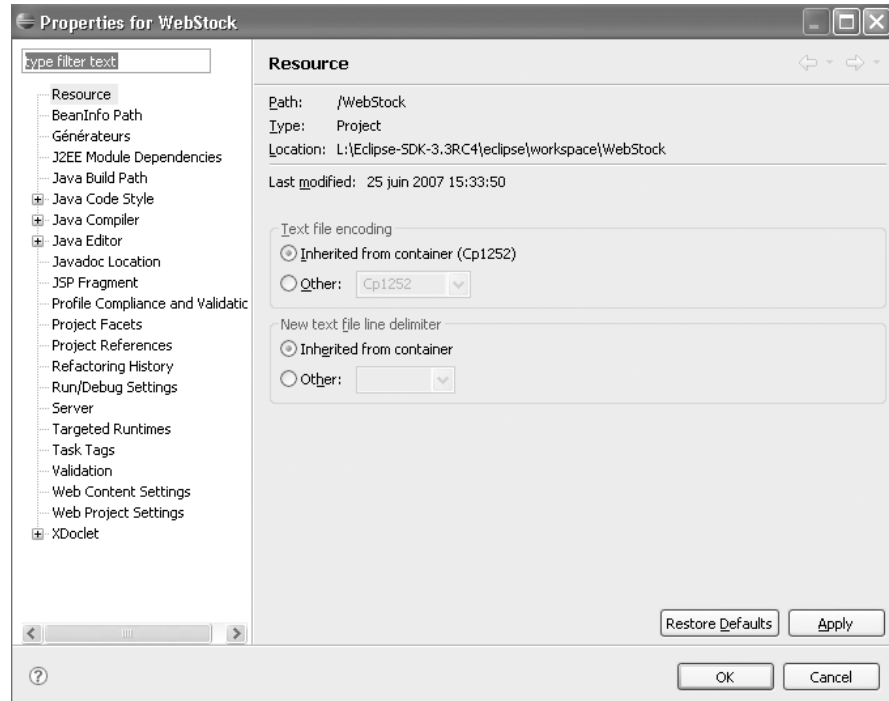 Properties for WebStock
type filter text
Resource
BeanInfo Path
Générateurs
J2EE Module Dependencies
Java Build Path
Java Code Style
Java Compiler
Java Editor
Javadoc Location
JSP Fragment
Profile Compliance and Validatic
Project Facets
Project References
Refactoring History
Run/Debug Settings
Server
Targeted Runtimes
Task Tags
Validation
Web Content Settings
Web Project Settings
XDoclet
Resource
Path: /WebStock
Type: Project
Location: L:\Eclipse-SDK-3.3RC4\eclipse\workspace\WebStock
Last modified: 25 juin 2007 15:33:50
Text file encoding
Inherited from container (Cp1252)
Other: Cp1252
New text file line delimiter
Inherited from container
Other:
Restore Defaults Apply
? OK Cancel